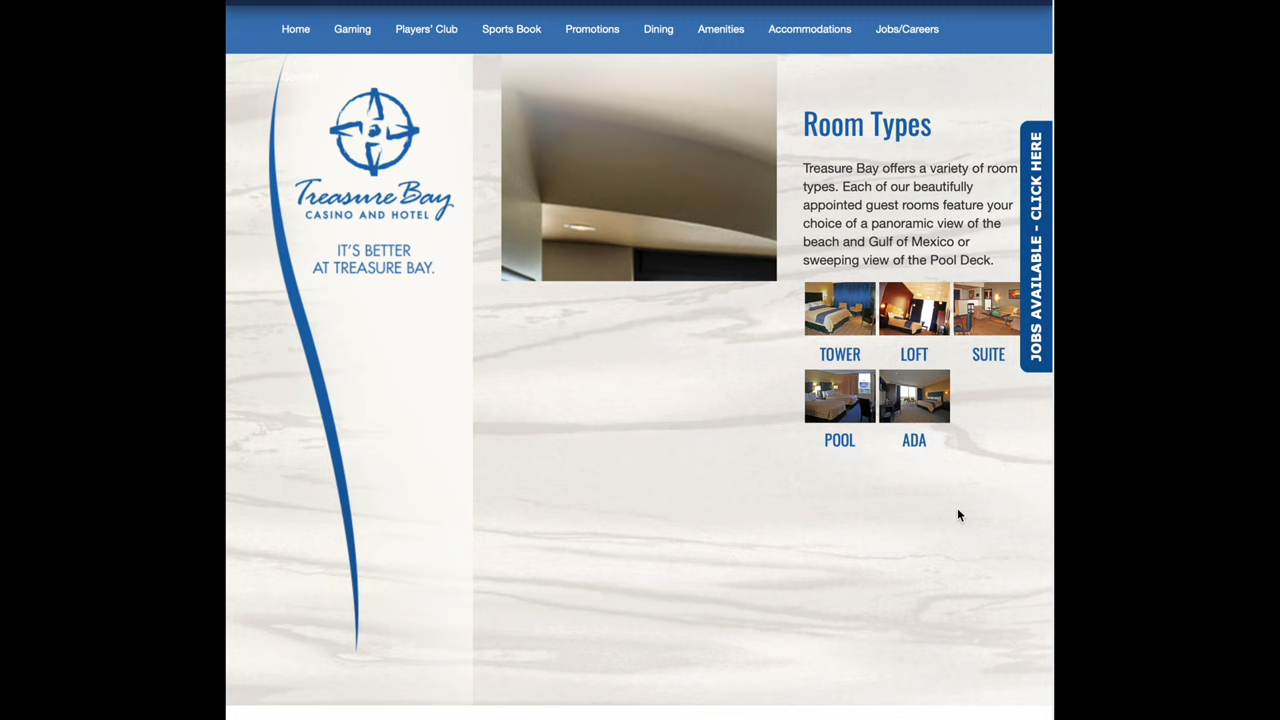 Home Gaming Players' Club Sports Book Promotions Dining Amenities Accommodations Jobs/Careers
Contact
Treasure Bay
CASINO AND HOTEL
IT'S BETTER
AT TREASURE BAY.
Room Types
Treasure Bay offers a variety of room
types. Each of our beautifully
appointed guest rooms feature your
choice of a panoramic view of the
beach and Gulf of Mexico or
sweeping view of the Pool Deck.
TOWER LOFT SUITE
POOL ADA
JOBS AVAILABLE - CLICK HERE